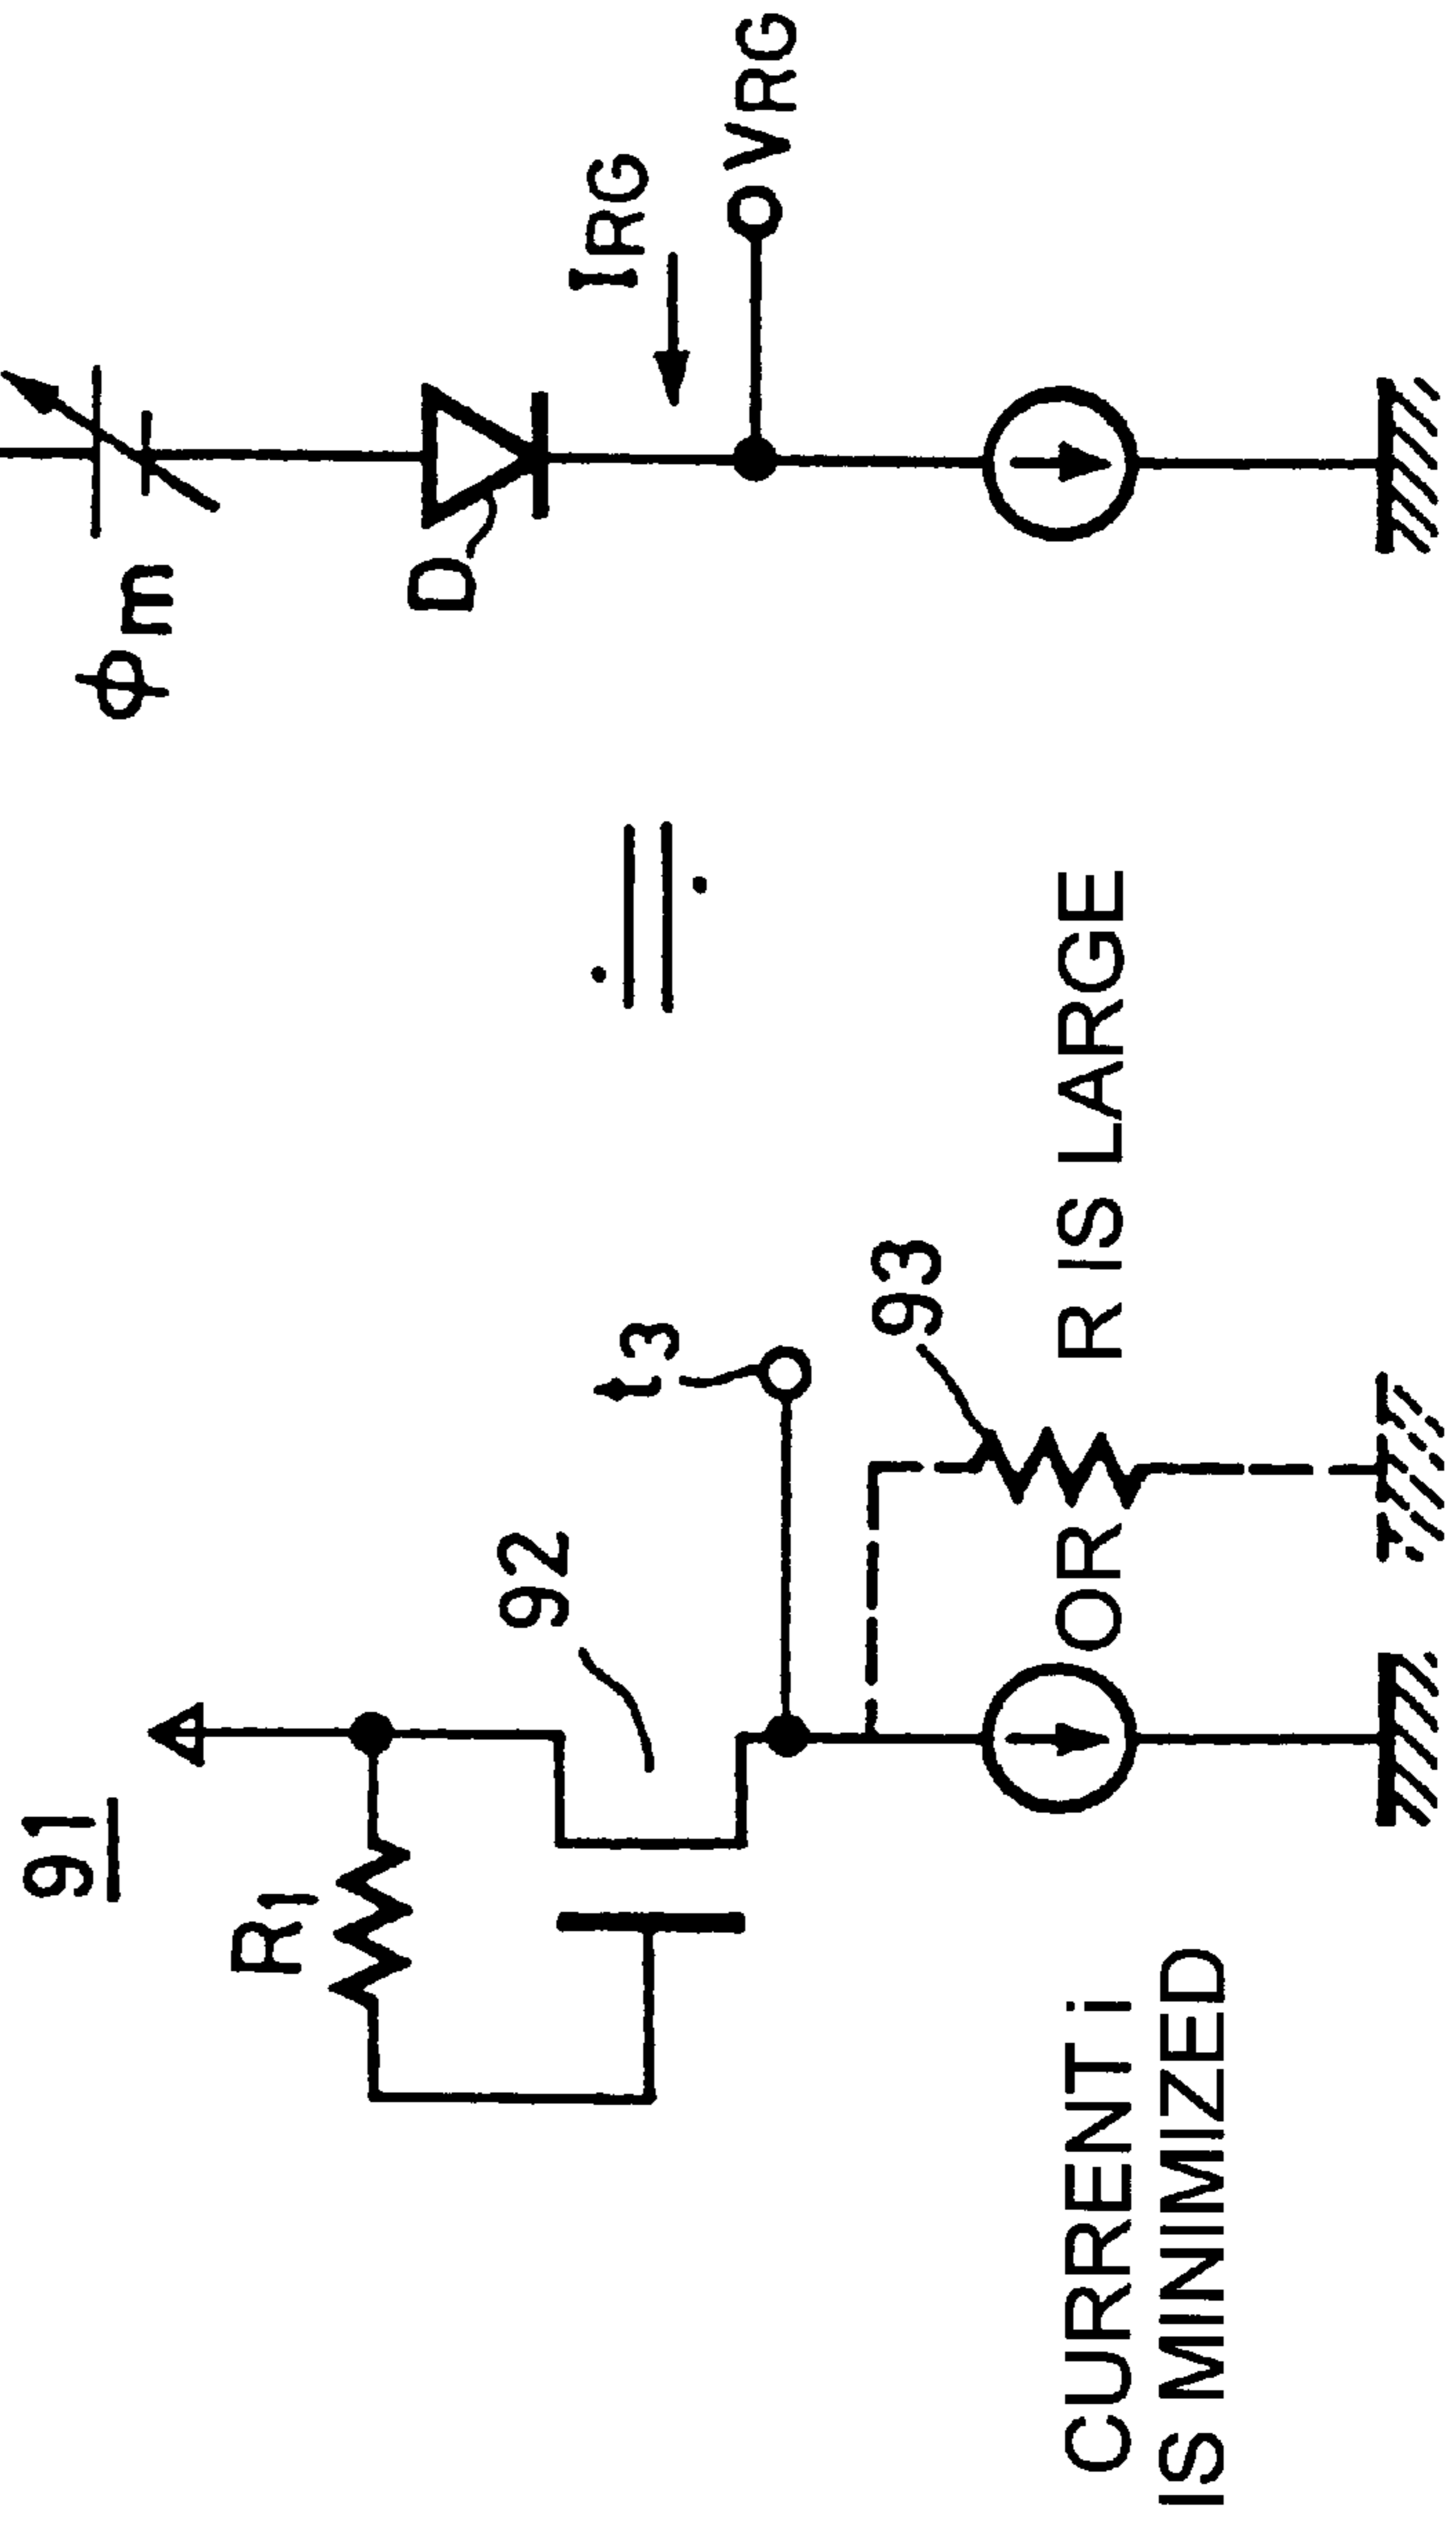 91
R1
92
t3
93
CURRENT i
IS MINIMIZED
OR
R IS LARGE
ϕm
D
IRG
VRG